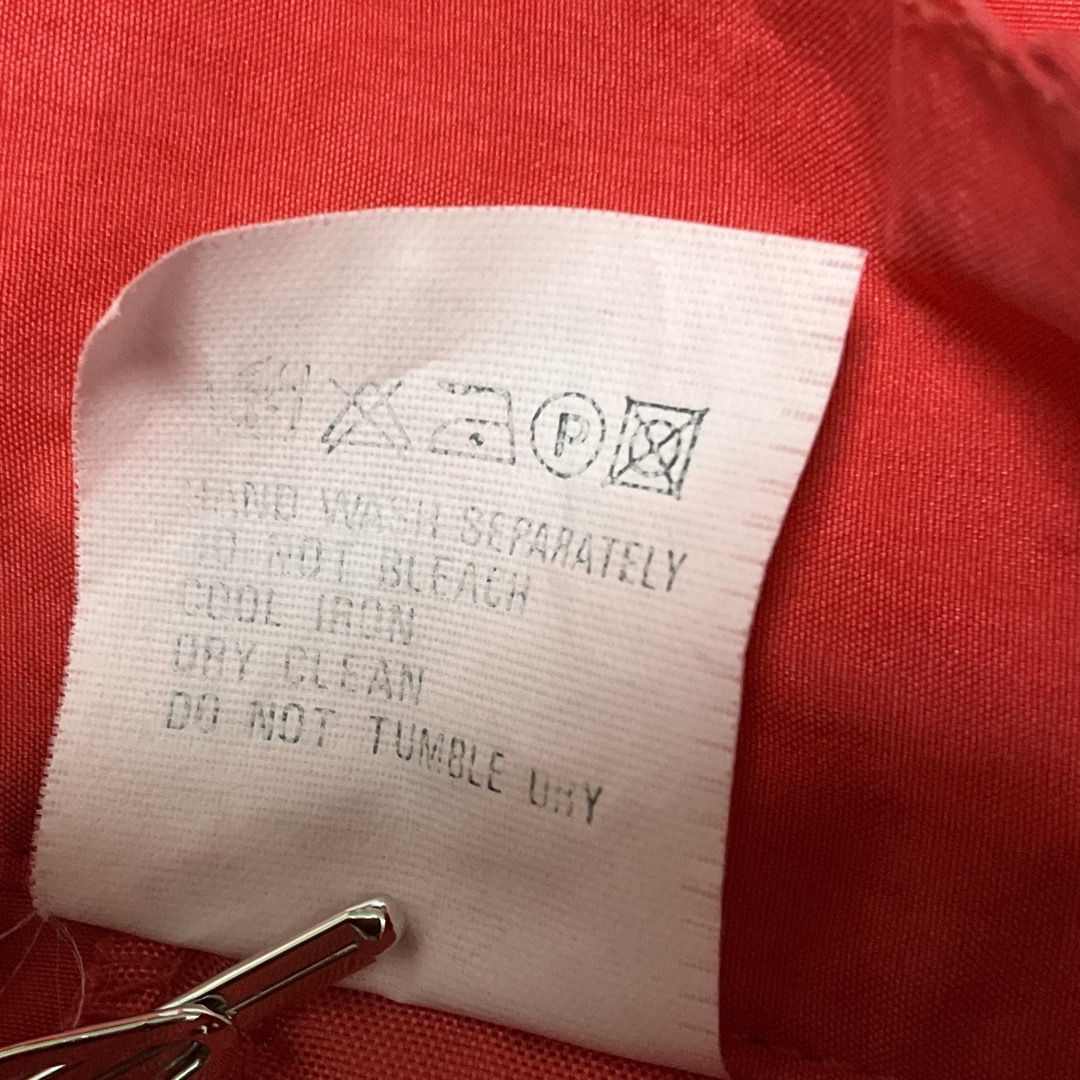 P
HAND WASH SEPARATELY
DO NOT BLEACH
COOL IRON
DRY CLEAN
DO NOT TUMBLE DRY